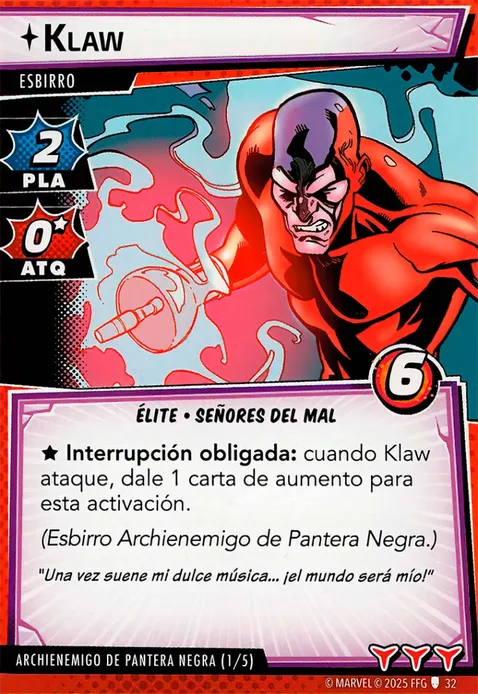 KLAW
ESBIRRO
2
PLA
0★
ATQ
6
ÉLITE • SEÑORES DEL MAL
★ Interrupción obligada: cuando Klaw
ataque, dale 1 carta de aumento para
esta activación.
(Esbirro Archienemigo de Pantera Negra.)
"Una vez suene mi dulce música... ¡el mundo será mío!"
ARCHIENEMIGO DE PANTERA NEGRA (1/5)
© MARVEL © 2025 FFG 32